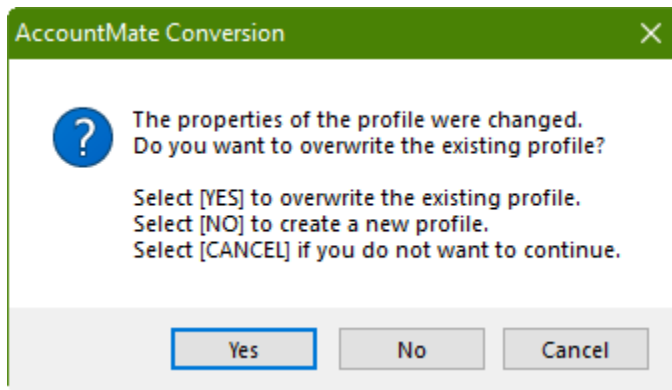 AccountMate Conversion
The properties of the profile were changed.
Do you want to overwrite the existing profile?
Select [YES] to overwrite the existing profile.
Select [NO] to create a new profile.
Select [CANCEL] if you do not want to continue.
Yes No Cancel